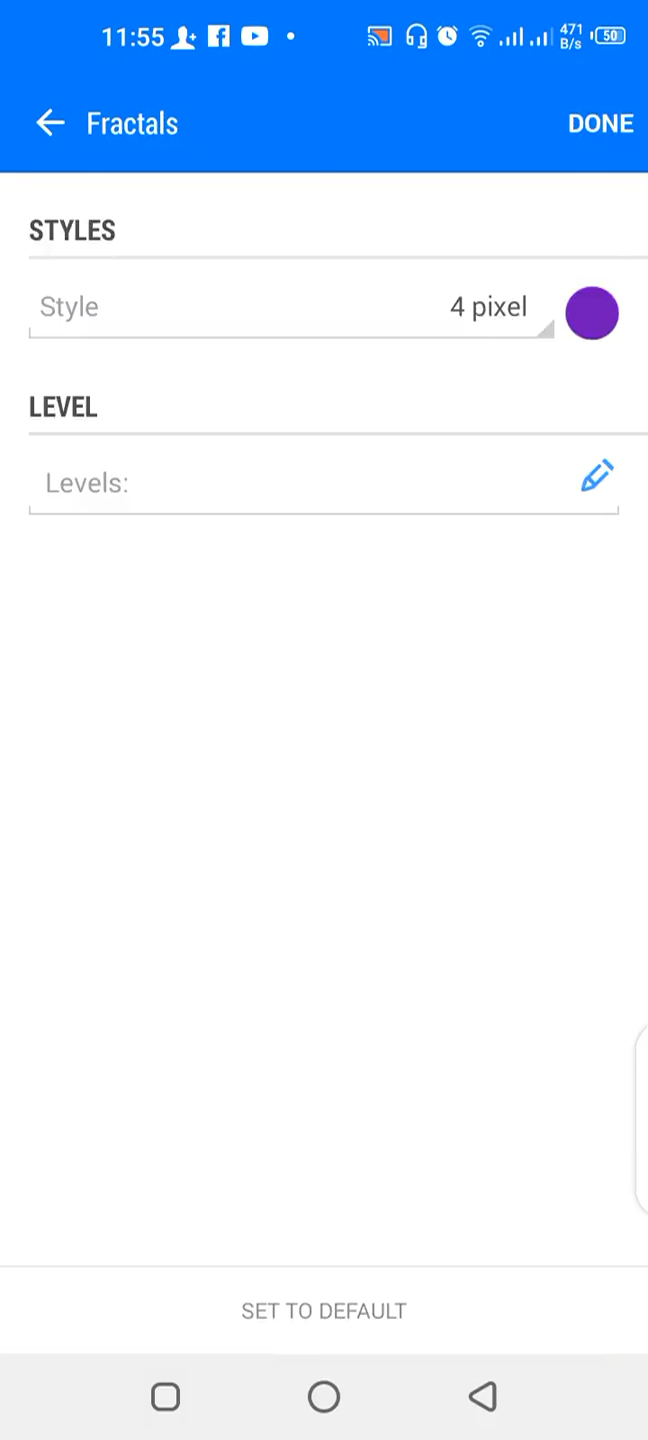 11:55
471 B/s
50
Fractals
DONE
STYLES
Style
4 pixel
LEVEL
Levels:
SET TO DEFAULT